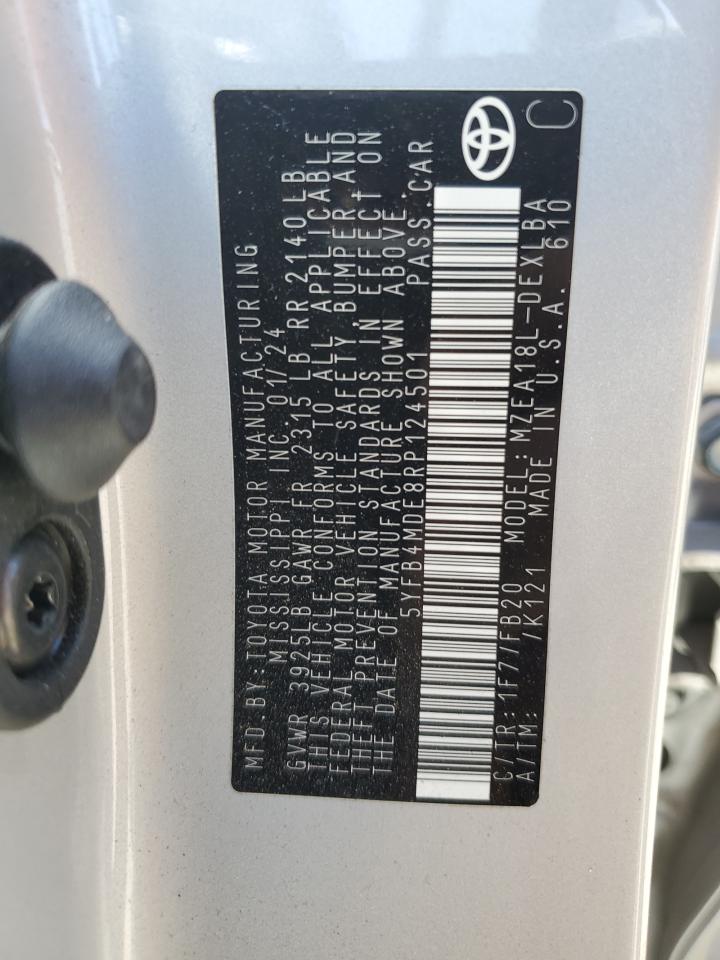 MFD.BY:TOYOTA MOTOR MANUFACTURING
MISSISSIPPI INC.01/24
GVWR 3925LB GAWR FR 2315 LB RR 2140LB
THIS VEHICLE CONFORMS TO ALL APPLICABLE
FEDERAL MOTOR VEHICLE SAFETY BUMPER,AND
THEFT PREVENTION STANDARDS IN EFFECT ON
THE DATE OF MANUFACTURE SHOWN ABOVE.
5YFB4MDE8RP124501 PASS.CAR
C/TR:1F7/FB20 MODEL:MZEA18L-DEXLBA
A/TM: /K121 MADE IN U.S.A. 610
C